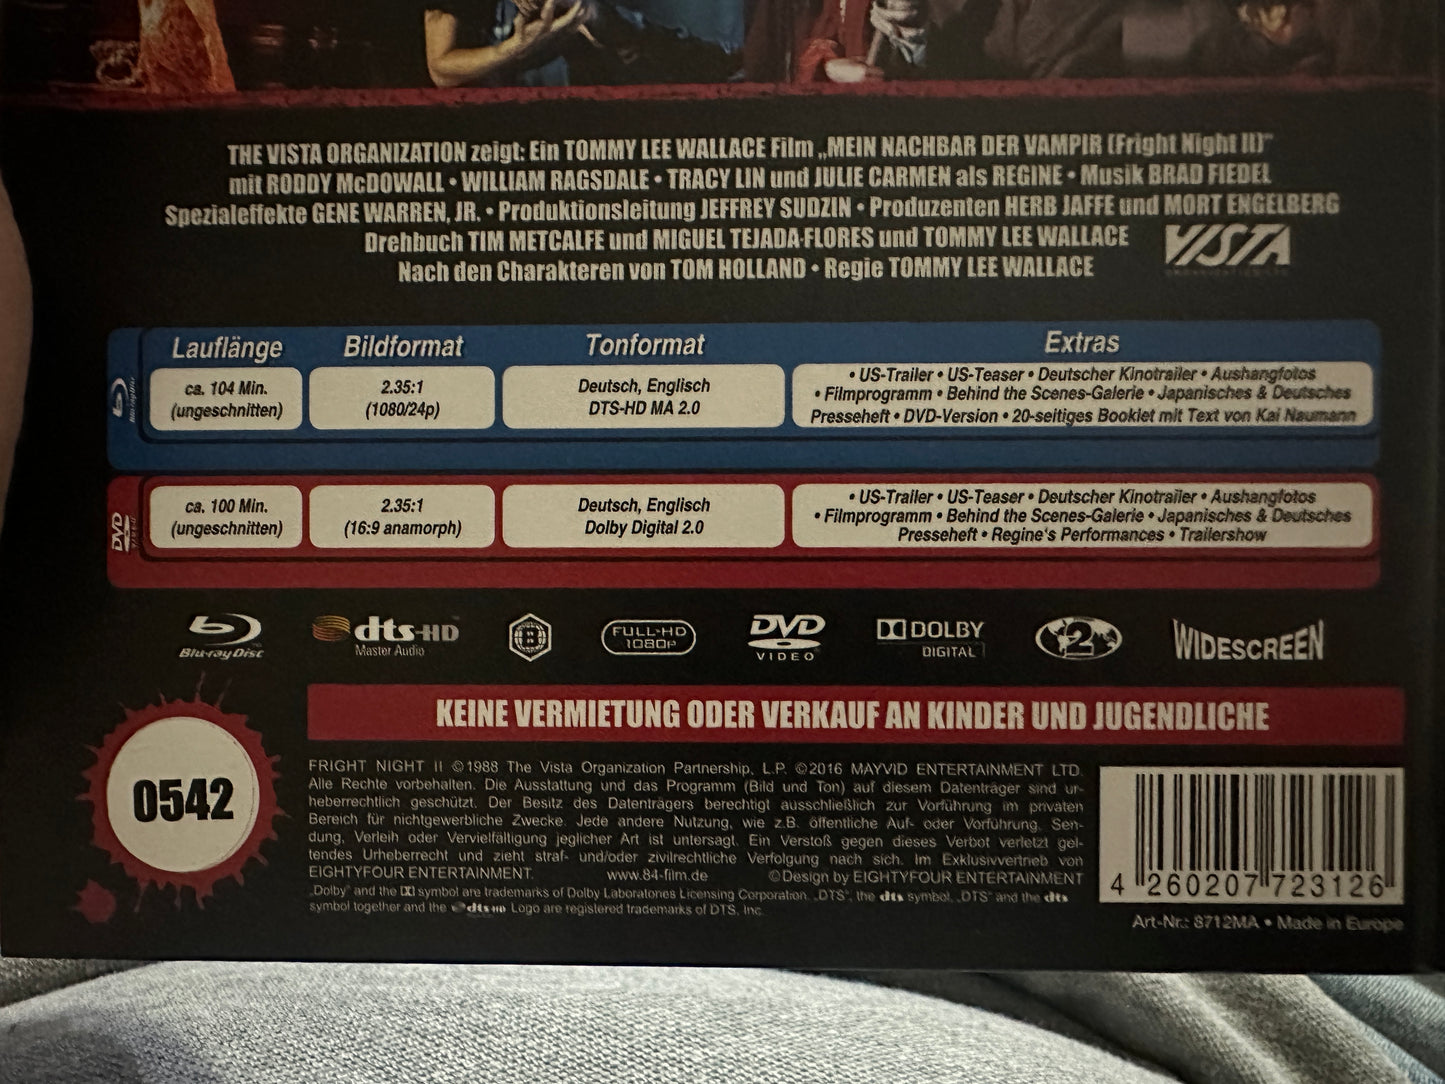 THE VISTA ORGANIZATION zeigt: Ein TOMMY LEE WALLACE Film „MEIN NACHBAR DER VAMPIR (Fright Night II)"
mit RODDY McDOWALL • WILLIAM RAGSDALE • TRACY LIN und JULIE CARMEN als REGINE • Musik BRAD FIEDEL
Spezialeffekte GENE WARREN, JR. • Produktionsleitung JEFFREY SUDZIN • Produzenten HERB JAFFE und MORT ENGELBERG
Drehbuch TIM METCALFE und MIGUEL TEJADA-FLORES und TOMMY LEE WALLACE
VISTA
Nach den Charakteren von TOM HOLLAND • Regie TOMMY LEE WALLACE
Lauflänge Bildformat Tonformat Extras
Blu-ray Disc
ca. 104 Min.
(ungeschnitten)
2.35:1
(1080/24p)
Deutsch, Englisch
DTS-HD MA 2.0
• US-Trailer • US-Teaser • Deutscher Kinotrailer • Aushangfotos
• Filmprogramm • Behind the Scenes-Galerie • Japanisches & Deutsches
Presseheft • DVD-Version • 20-seitiges Booklet mit Text von Kai Naumann
DVD
VIDEO
ca. 100 Min.
(ungeschnitten)
2.35:1
(16:9 anamorph)
Deutsch, Englisch
Dolby Digital 2.0
• US-Trailer • US-Teaser • Deutscher Kinotrailer • Aushangfotos
• Filmprogramm • Behind the Scenes-Galerie • Japanisches & Deutsches
Presseheft • Regine's Performances • Trailershow
Blu-ray Disc
dts-HD
Master Audio
B
FULL-HD
1080P
DVD
VIDEO
DOLBY
DIGITAL
2
WIDESCREEN
KEINE VERMIETUNG ODER VERKAUF AN KINDER UND JUGENDLICHE
0542
FRIGHT NIGHT II ©1988 The Vista Organization Partnership, L.P. ©2016 MAYVID ENTERTAINMENT LTD.
Alle Rechte vorbehalten. Die Ausstattung und das Programm (Bild und Ton) auf diesem Datenträger sind ur-
heberrechtlich geschützt. Der Besitz des Datenträgers berechtigt ausschließlich zur Vorführung im privaten
Bereich für nichtgewerbliche Zwecke. Jede andere Nutzung, wie z.B. öffentliche Auf- oder Vorführung, Sen-
dung, Verleih oder Vervielfältigung jeglicher Art ist untersagt. Ein Verstoß gegen dieses Verbot verletzt gel-
tendes Urheberrecht und zieht straf- und/oder zivilrechtliche Verfolgung nach sich. Im Exklusivvertrieb von
EIGHTYFOUR ENTERTAINMENT. www.84-film.de ©Design by EIGHTYFOUR ENTERTAINMENT
„Dolby" and the symbol are trademarks of Dolby Laboratories Licensing Corporation. „DTS", the dts symbol, „DTS" and the dts
symbol together and the dts-HD Logo are registered trademarks of DTS, Inc.
4 260207 723126
Art-Nr.: 8712MA • Made in Europe